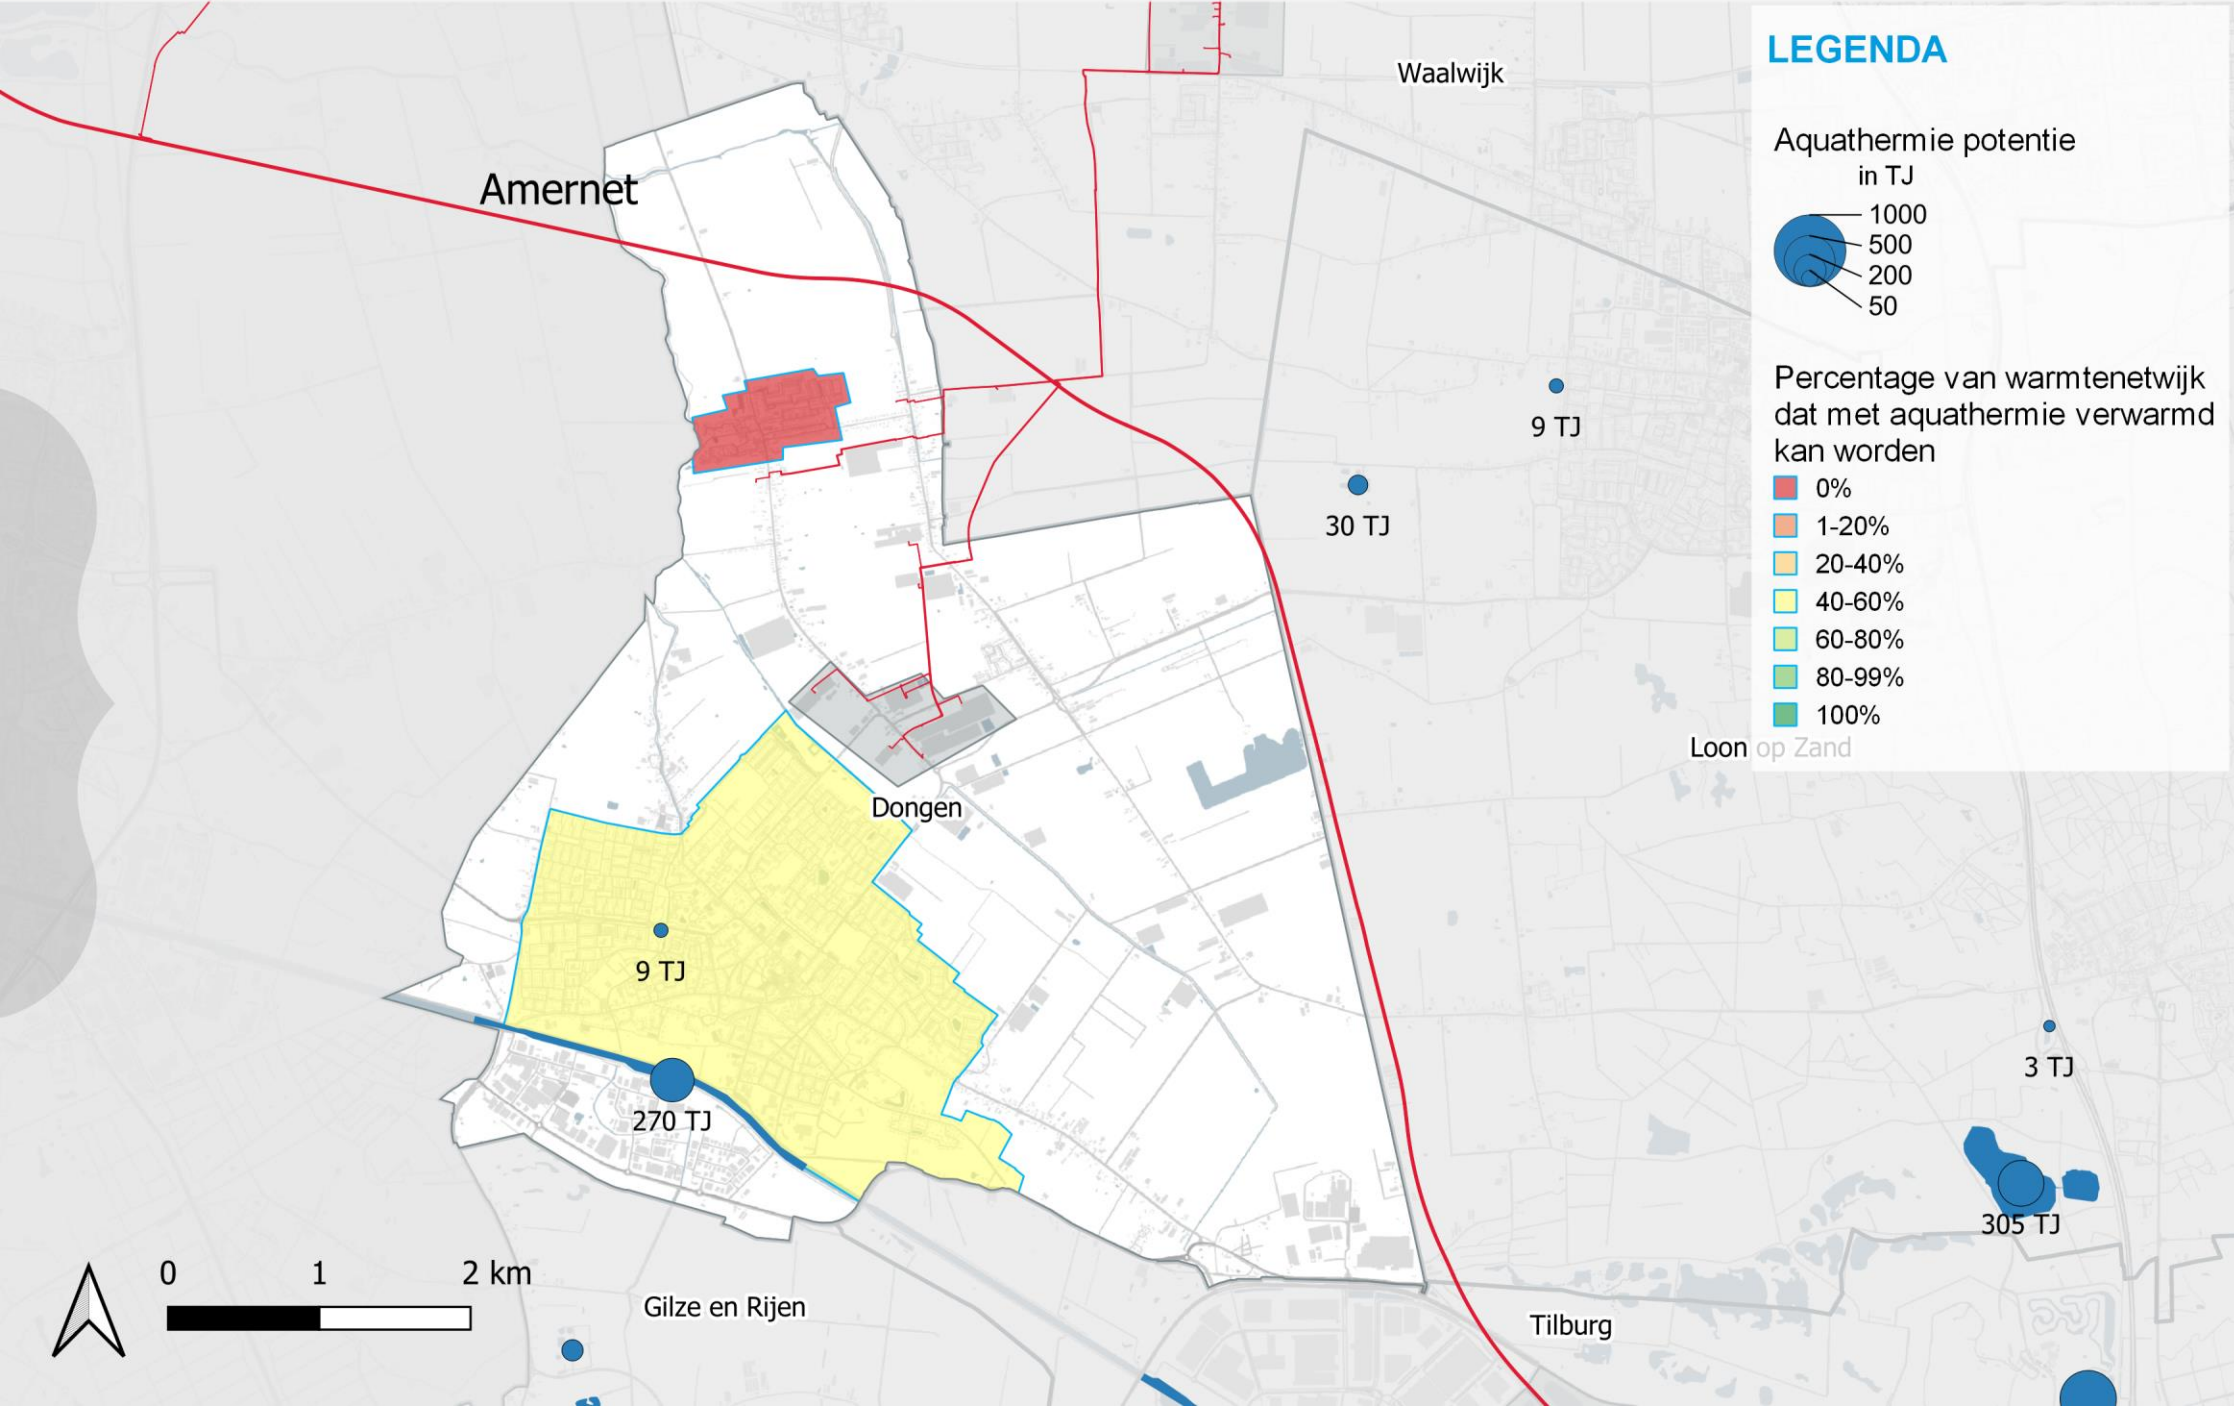 LEGENDA
Aquathermie potentie
in TJ
1000
500
200
50
Percentage van warmtenetwijk
dat met aquathermie verwarmd
kan worden
0%
1-20%
20-40%
40-60%
60-80%
80-99%
100%
Waalwijk
Amernet
9 TJ
30 TJ
Loon op Zand
Dongen
9 TJ
3 TJ
270 TJ
305 TJ
0 1 2 km
Gilze en Rijen
Tilburg